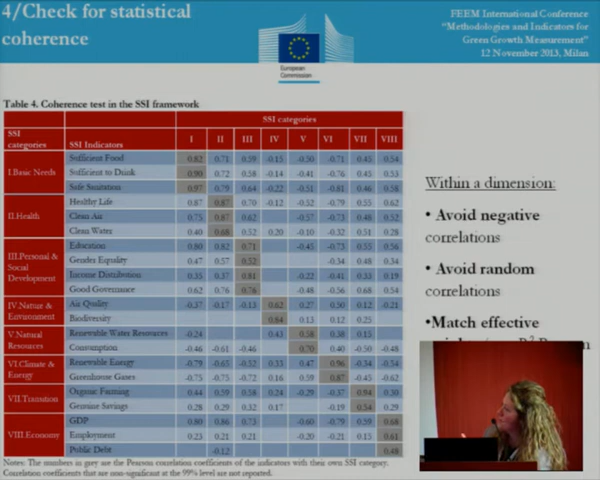 4/Check for statistical
coherence
FEEM International Conference
"Methodologies and Indicators for
Green Growth Measurement"
12 November 2013, Milan
European
Commission
Table 4. Coherence test in the SSI framework
SSI categories
SSI categories SSI Indicators I II III IV V VI VII VIII
I.Basic Needs
Sufficient Food 0.82 0.71 0.59 -0.15 -0.50 -0.71 0.45 0.54
Sufficient to Drink 0.90 0.72 0.58 -0.14 -0.41 -0.76 0.45 0.53
Safe Sanitation 0.97 0.79 0.64 -0.22 -0.51 -0.81 0.46 0.58
II.Health
Healthy Life 0.87 0.87 0.70 -0.12 -0.52 -0.79 0.55 0.62
Clean Air 0.75 0.87 0.62 -0.57 -0.73 0.48 0.52
Clean Water 0.40 0.68 0.52 0.20 -0.10 -0.32 0.51 0.28
III.Personal & Social Development
Education 0.80 0.82 0.71 -0.45 -0.73 0.55 0.56
Gender Equality 0.47 0.57 0.52 -0.34 0.48 0.34
Income Distribution 0.35 0.37 0.81 -0.22 -0.41 0.33 0.19
Good Governance 0.62 0.76 0.78 -0.48 -0.56 0.68 0.54
IV.Nature & Environment
Air Quality -0.37 -0.17 -0.13 0.62 0.27 0.50 0.12 -0.21
Biodiversity 0.84 0.13 0.12 0.25
V.Natural Resources
Renewable Water Resources -0.24 0.43 0.58 0.38 0.15
Consumption -0.46 -0.61 -0.46 0.70 0.40 -0.50 -0.48
VI.Climate & Energy
Renewable Energy -0.79 -0.65 -0.52 0.33 0.47 0.96 -0.34 -0.54
Greenhouse Gases -0.75 -0.75 -0.72 0.16 0.59 0.87 -0.45 -0.62
VII.Transition
Organic Farming 0.44 0.59 0.58 0.24 -0.29 -0.37 0.94 0.30
Genuine Savings 0.28 0.29 0.32 0.17 -0.19 0.54 0.29
VIII.Economy
GDP 0.80 0.86 0.73 -0.60 -0.79 0.59 0.68
Employment 0.23 0.21 0.21 -0.20 -0.21 0.15 0.61
Public Debt -0.12 0.48
Notes: The numbers in grey are the Pearson correlation coefficients of the indicators with their own SSI category.
Correlation coefficients that are non-significant at the 99% level are not reported.
Within a dimension:
• Avoid negative
correlations
• Avoid random
correlations
•Match effective